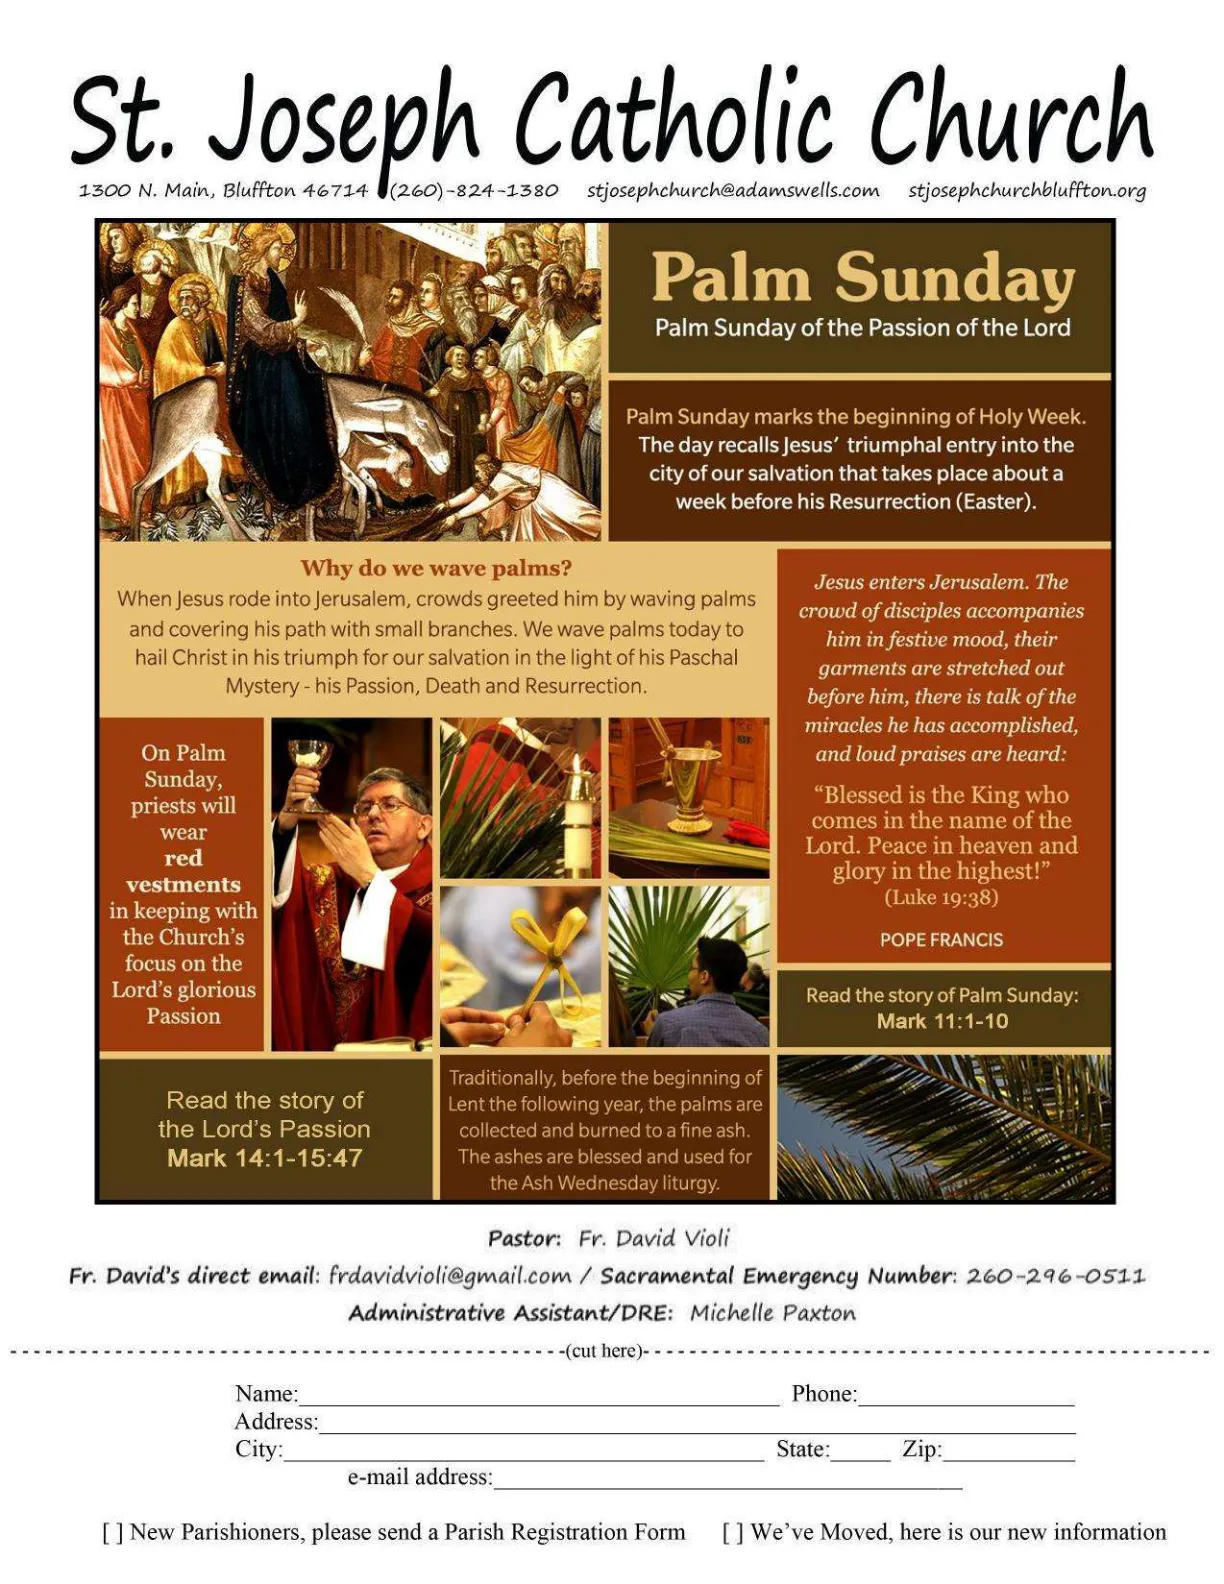 St. Joseph Catholic Church
1300 N. Main, Bluffton 46714 (260)-824-1380 stjosephchurch@adamswells.com stjosephchurchbluffton.org
Palm Sunday
Palm Sunday of the Passion of the Lord
Palm Sunday marks the beginning of Holy Week.
The day recalls Jesus' triumphal entry into the
city of our salvation that takes place about a
week before his Resurrection (Easter).
Why do we wave palms?
When Jesus rode into Jerusalem, crowds greeted him by waving palms
and covering his path with small branches. We wave palms today to
hail Christ in his triumph for our salvation in the light of his Paschal
Mystery - his Passion, Death and Resurrection.
Jesus enters Jerusalem. The
crowd of disciples accompanies
him in festive mood, their
garments are stretched out
before him, there is talk of the
miracles he has accomplished,
and loud praises are heard:
“Blessed is the King who
comes in the name of the
Lord. Peace in heaven and
glory in the highest!”
(Luke 19:38)
POPE FRANCIS
On Palm
Sunday,
priests will
wear
red
vestments
in keeping with
the Church's
focus on the
Lord's glorious
Passion
Read the story of Palm Sunday:
Mark 11:1-10
Read the story of
the Lord's Passion
Mark 14:1-15:47
Traditionally, before the beginning of
Lent the following year, the palms are
collected and burned to a fine ash.
The ashes are blessed and used for
the Ash Wednesday liturgy.
Pastor: Fr. David Violi
Fr. David's direct email: frdavidvioli@gmail.com / Sacramental Emergency Number: 260-296-0511
Administrative Assistant/DRE: Michelle Paxton
(cut here)
Name: Phone:
Address:
City: State: Zip:
e-mail address:
[ ] New Parishioners, please send a Parish Registration Form [ ] We've Moved, here is our new information